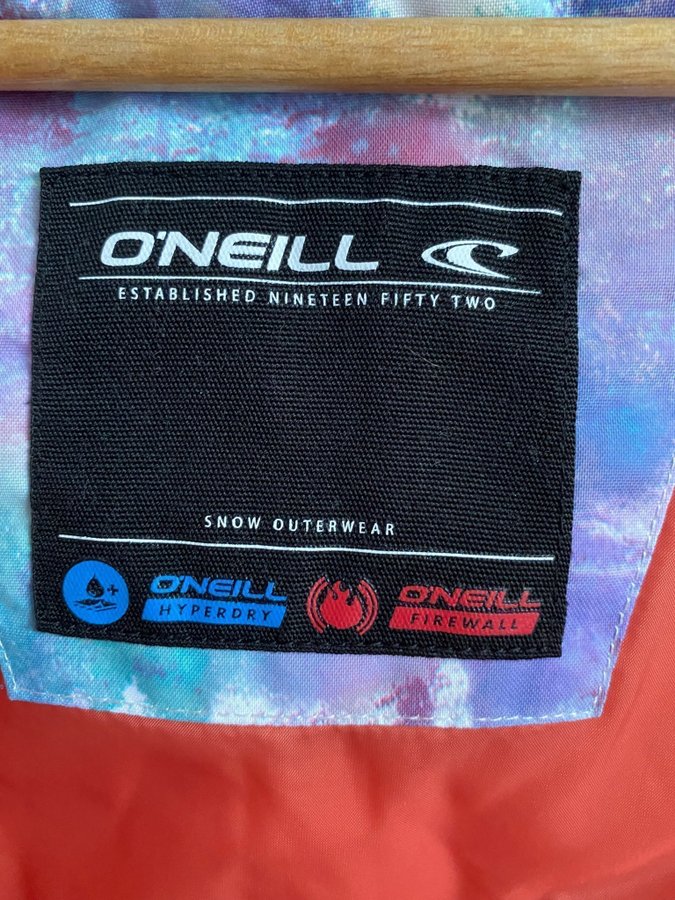 O'NEILL
ESTABLISHED NINETEEN FIFTY TWO
SNOW OUTERWEAR
O'NEILL
HYPERDRY
O'NEILL
FIREWALL